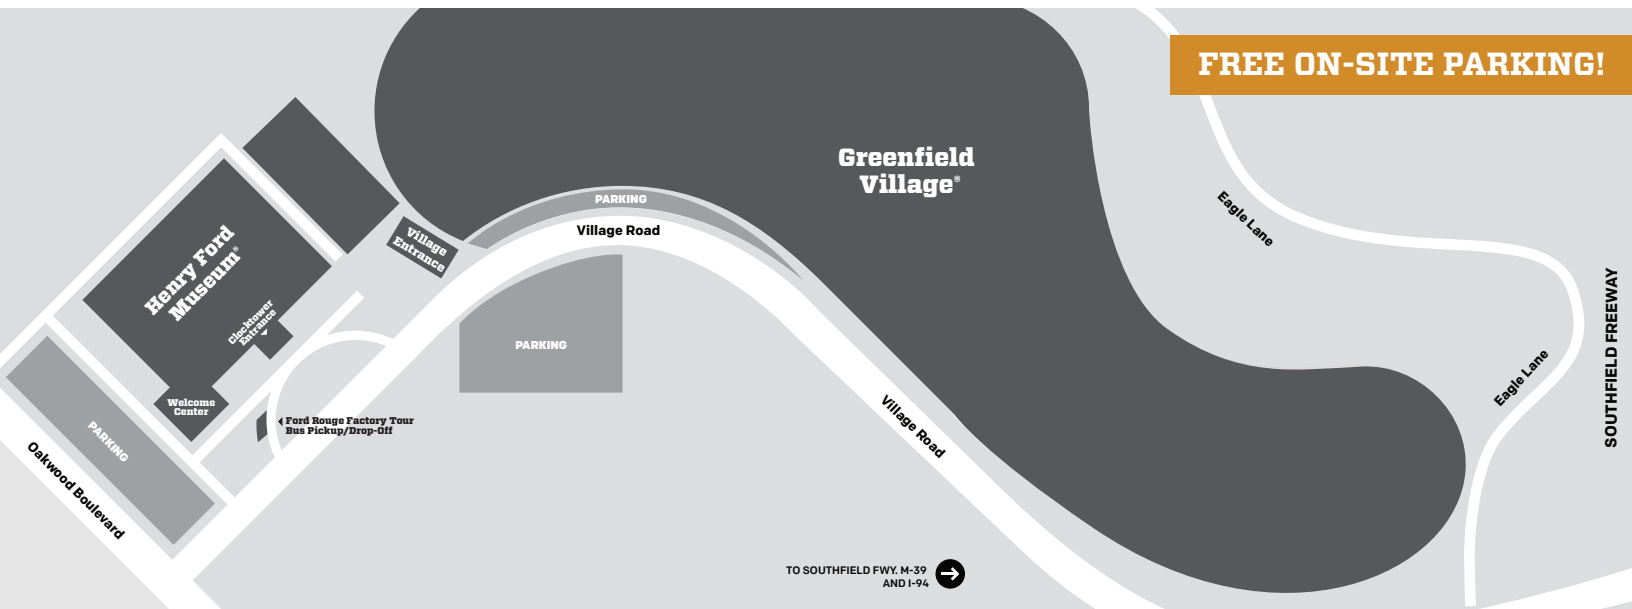 FREE ON-SITE PARKING!
Greenfield
Village®
PARKING
Village Road
Eagle Lane
Village
Entrance
Henry Ford
Museum®
Clocktower
Entrance
SOUTHFIELD FREEWAY
PARKING
Eagle Lane
Welcome
Center
Ford Rouge Factory Tour
Bus Pickup/Drop-Off
Village Road
PARKING
Oakwood Boulevard
TO SOUTHFIELD FWY. M-39
AND I-94